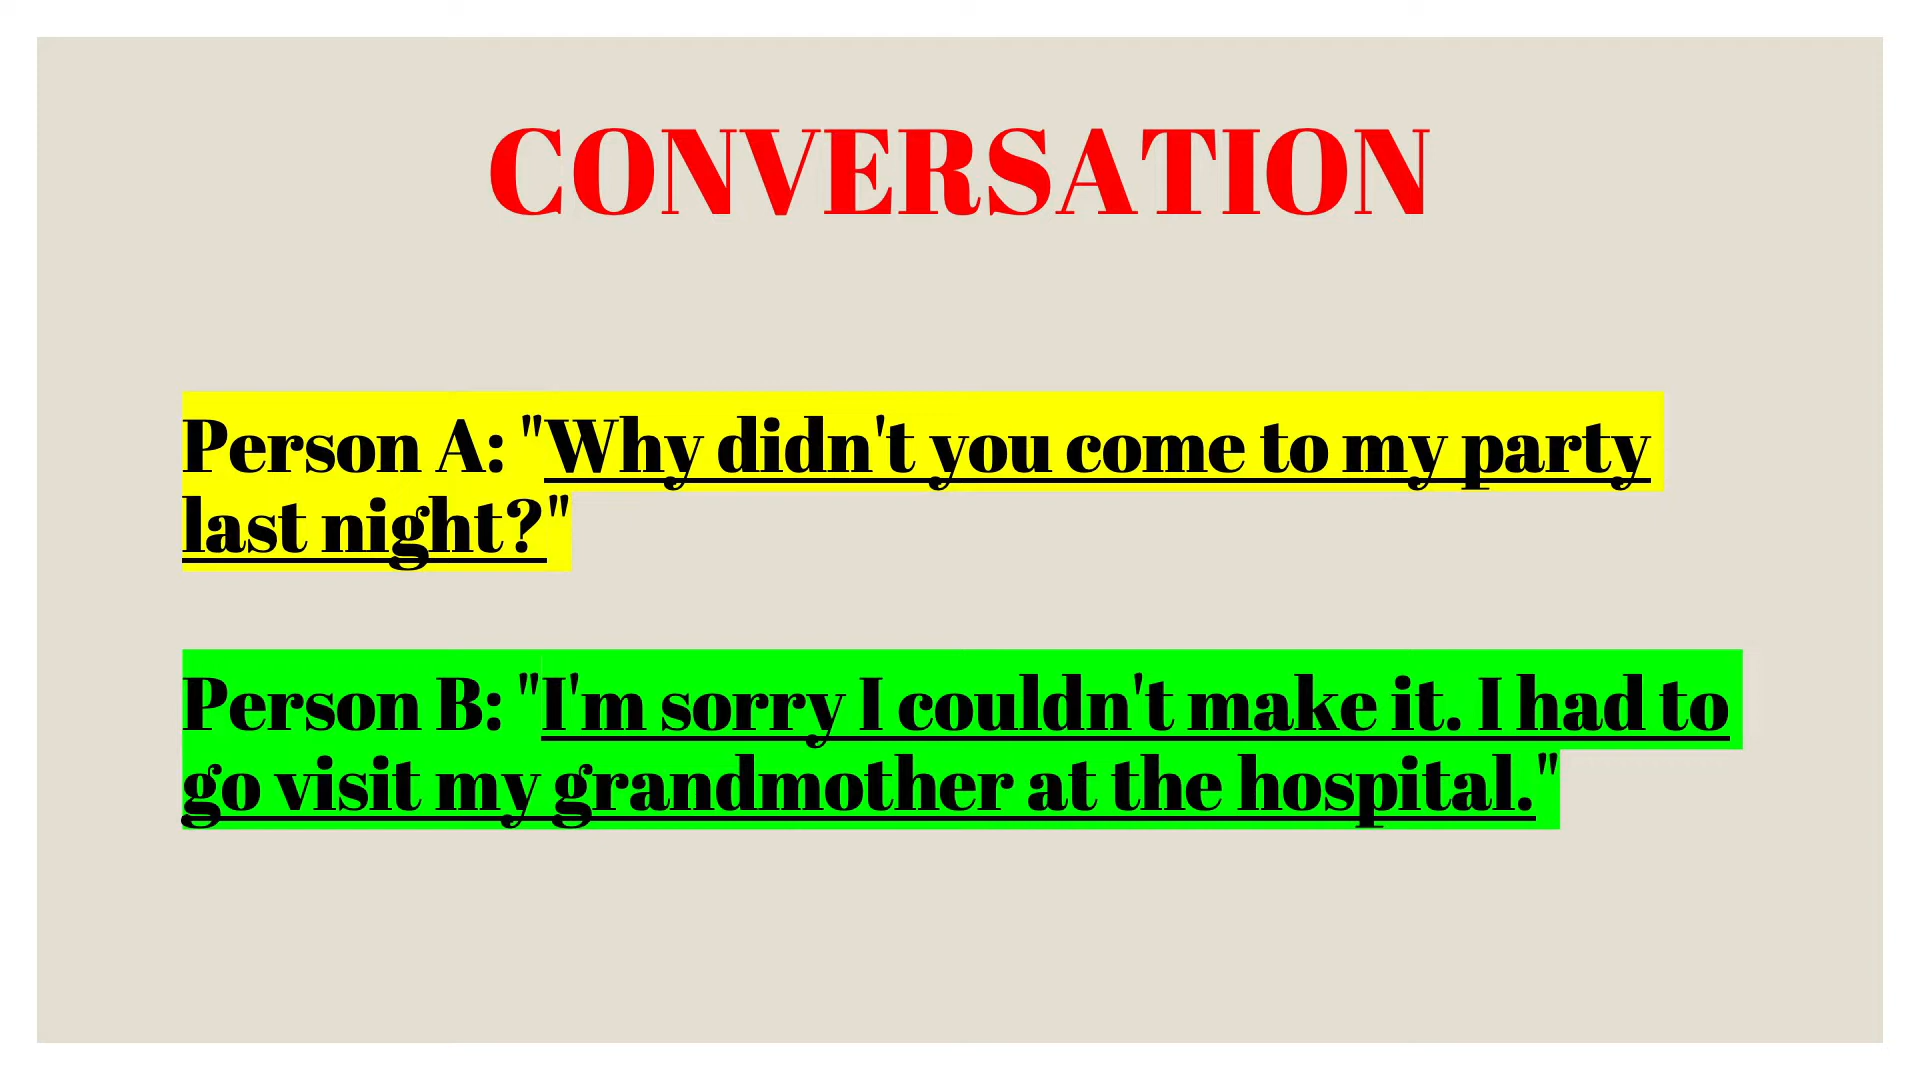 CONVERSATION
Person A: "Why didn't you come to my party
last night?"
Person B: "I'm sorry I couldn't make it. I had to
go visit my grandmother at the hospital."